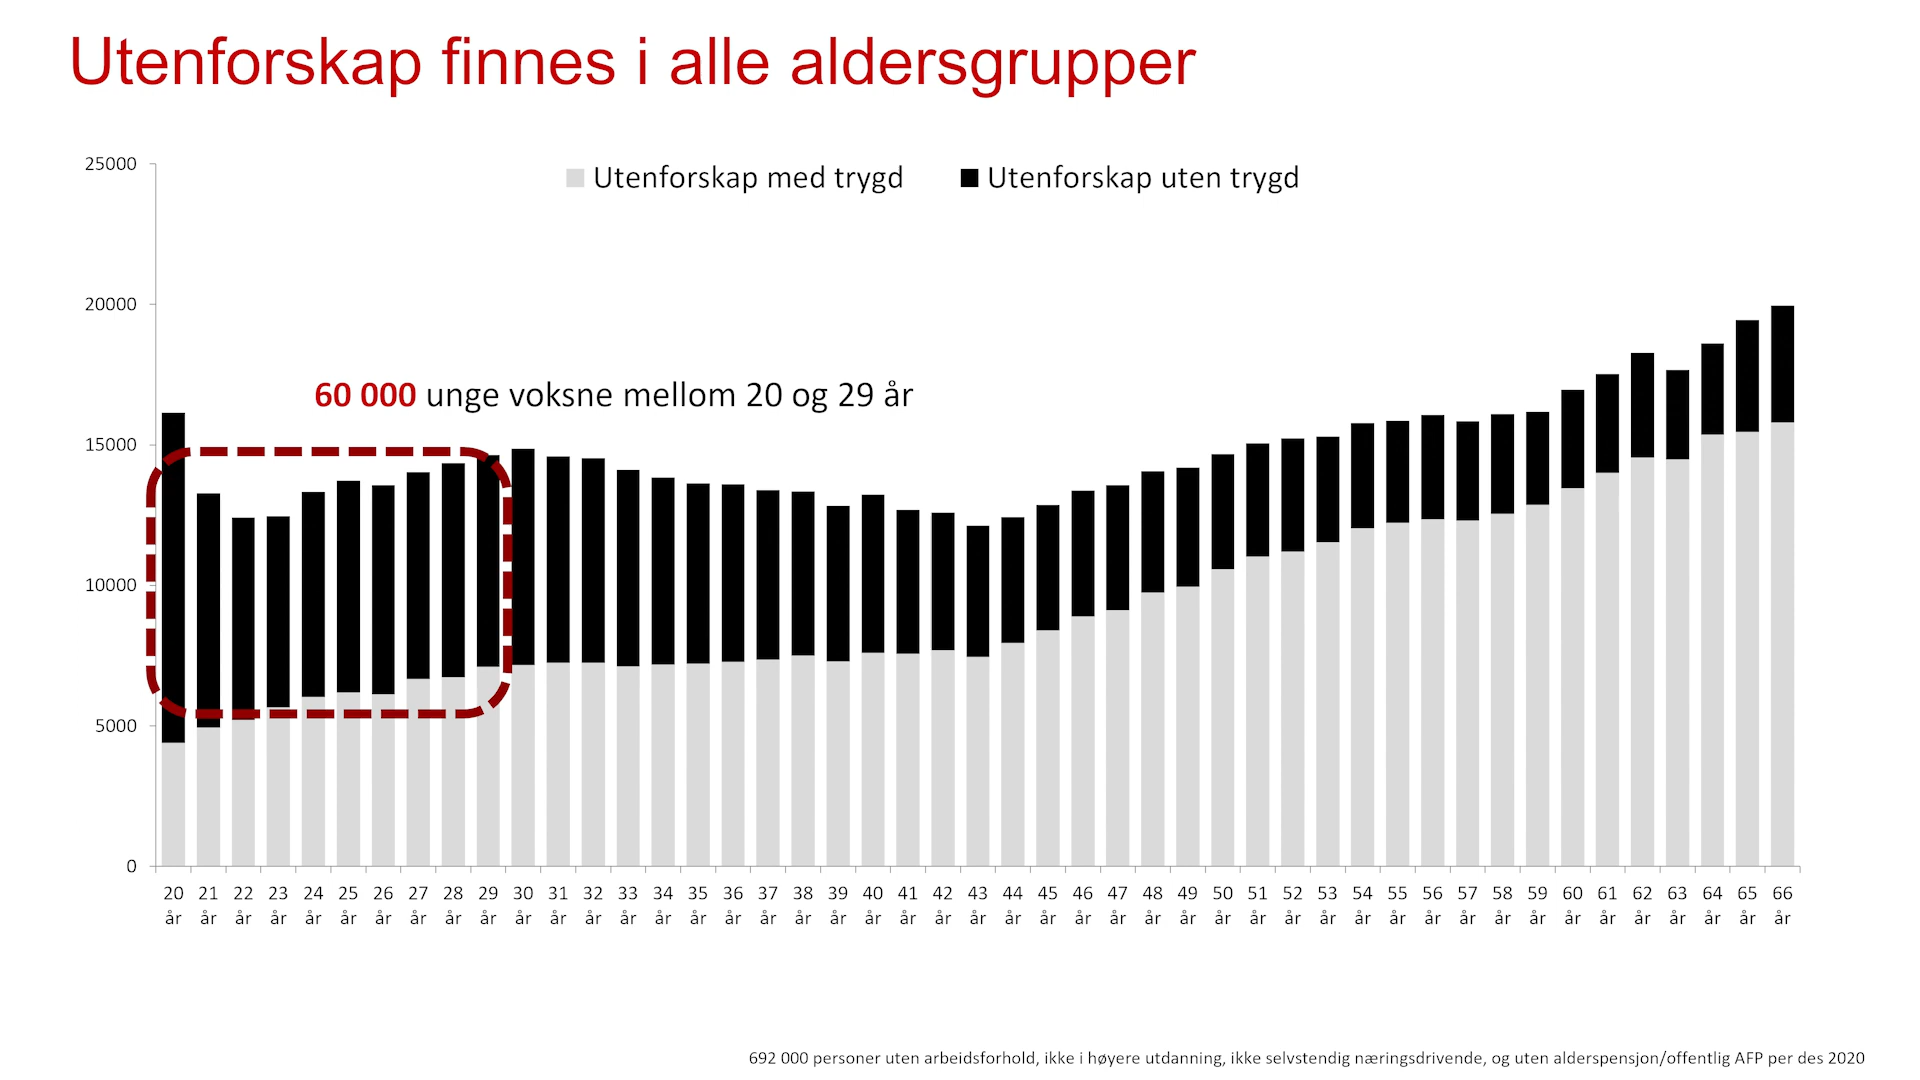 Utenforskap finnes i alle aldersgrupper
25000
Utenforskap med trygd
Utenforskap uten trygd
20000
60 000 unge voksne mellom 20 og 29 år
15000
10000
5000
0
20 21 22 23 24 25 26 27 28 29 30 31 32 33 34 35 36 37 38 39 40 41 42 43 44 45 46 47 48 49 50 51 52 53 54 55 56 57 58 59 60 61 62 63 64 65 66
år år år år år år år år år år år år år år år år år år år år år år år år år år år år år år år år år år år år år år år år år år år år år år år
692 000 personer uten arbeidsforhold, ikke i høyere utdanning, ikke selvstendig næringsdrivende, og uten alderspensjon/offentlig AFP per des 2020